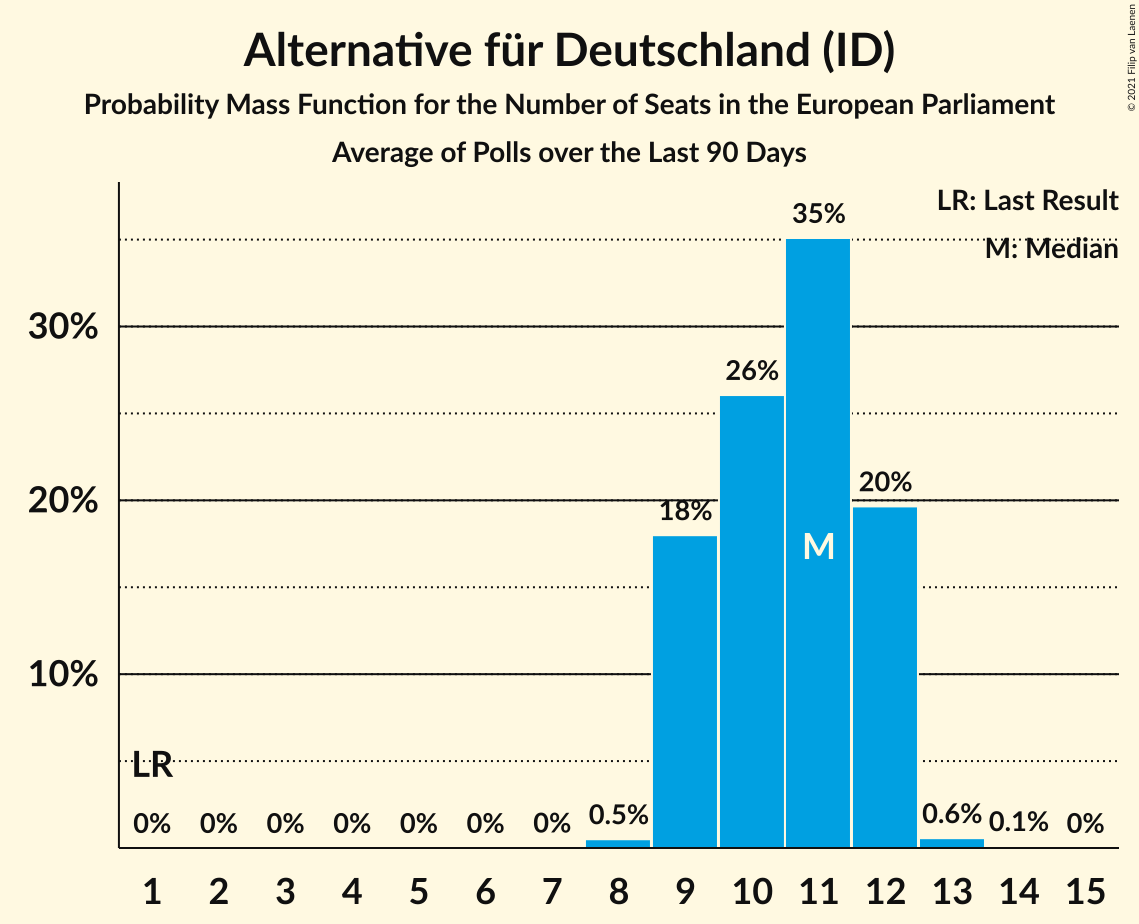 Alternative für Deutschland (ID)
Probability Mass Function for the Number of Seats in the European Parliament
Average of Polls over the Last 90 Days
© 2021 Filip van Laenen
LR: Last Result
M: Median
35%
30%
26%
20%
20%
18%
M
10%
LR
0% 0% 0% 0% 0% 0% 0% 0.5% 0.6% 0.1% 0%
1 2 3 4 5 6 7 8 9 10 11 12 13 14 15